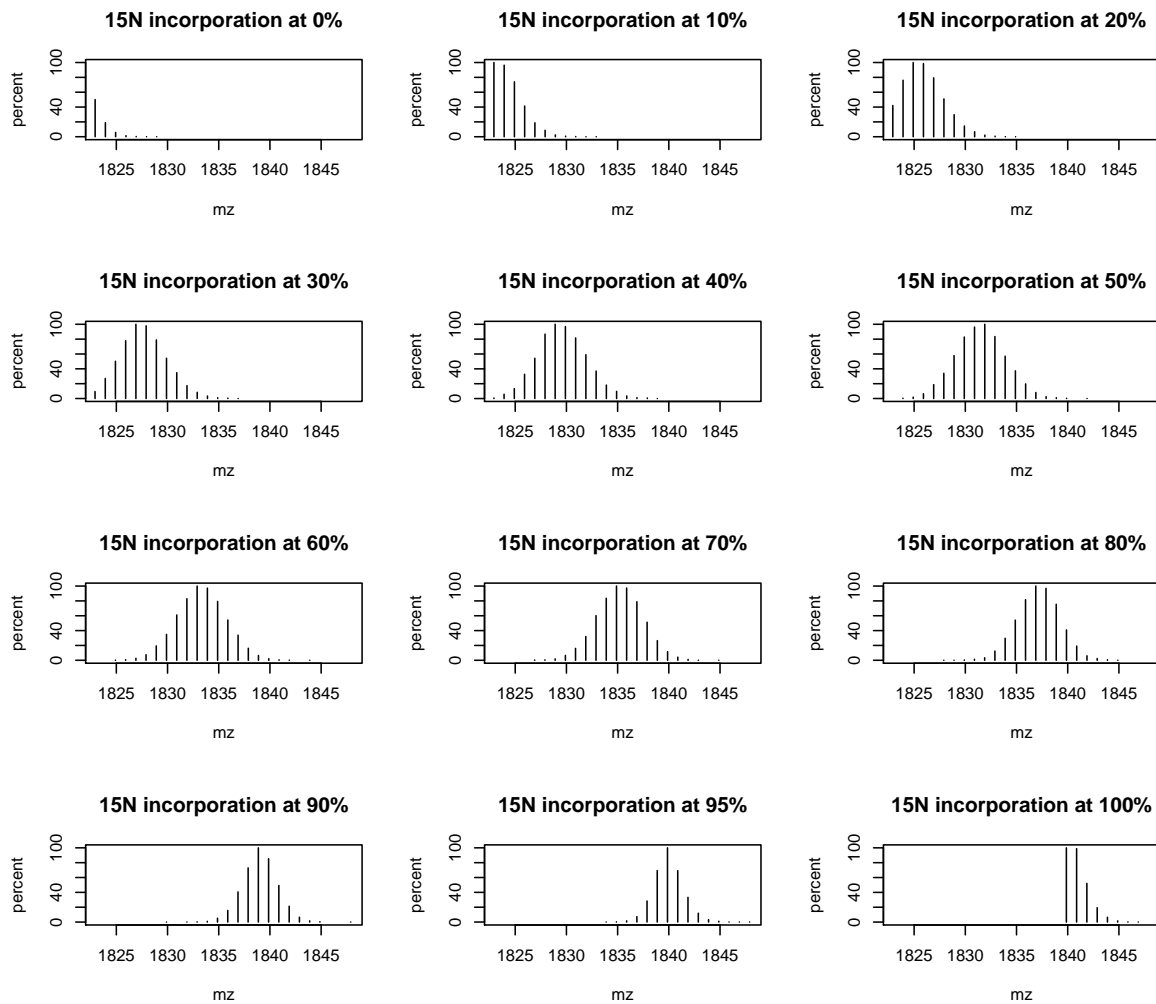 15N incorporation at 0%
percent
0 40 100
1825 1830 1835 1840 1845
mz
15N incorporation at 10%
percent
0 40 100
1825 1830 1835 1840 1845
mz
15N incorporation at 20%
percent
0 40 100
1825 1830 1835 1840 1845
mz
15N incorporation at 30%
percent
0 40 100
1825 1830 1835 1840 1845
mz
15N incorporation at 40%
percent
0 40 100
1825 1830 1835 1840 1845
mz
15N incorporation at 50%
percent
0 40 100
1825 1830 1835 1840 1845
mz
15N incorporation at 60%
percent
0 40 100
1825 1830 1835 1840 1845
mz
15N incorporation at 70%
percent
0 40 100
1825 1830 1835 1840 1845
mz
15N incorporation at 80%
percent
0 40 100
1825 1830 1835 1840 1845
mz
15N incorporation at 90%
percent
0 40 100
1825 1830 1835 1840 1845
mz
15N incorporation at 95%
percent
0 40 100
1825 1830 1835 1840 1845
mz
15N incorporation at 100%
percent
0 40 100
1825 1830 1835 1840 1845
mz